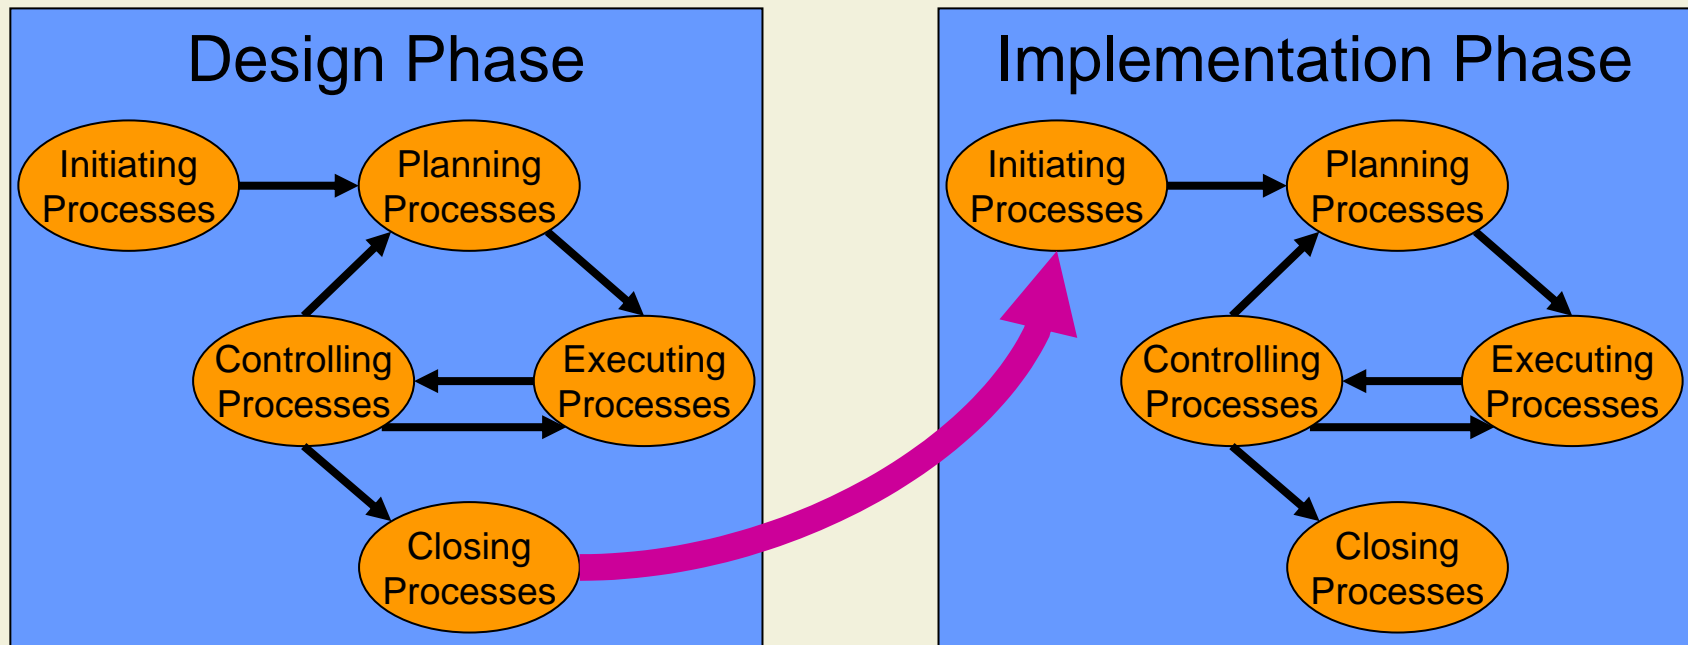 Design Phase
Initiating
Processes
Planning
Processes
Controlling
Processes
Executing
Processes
Closing
Processes
Implementation Phase
Initiating
Processes
Planning
Processes
Controlling
Processes
Executing
Processes
Closing
Processes